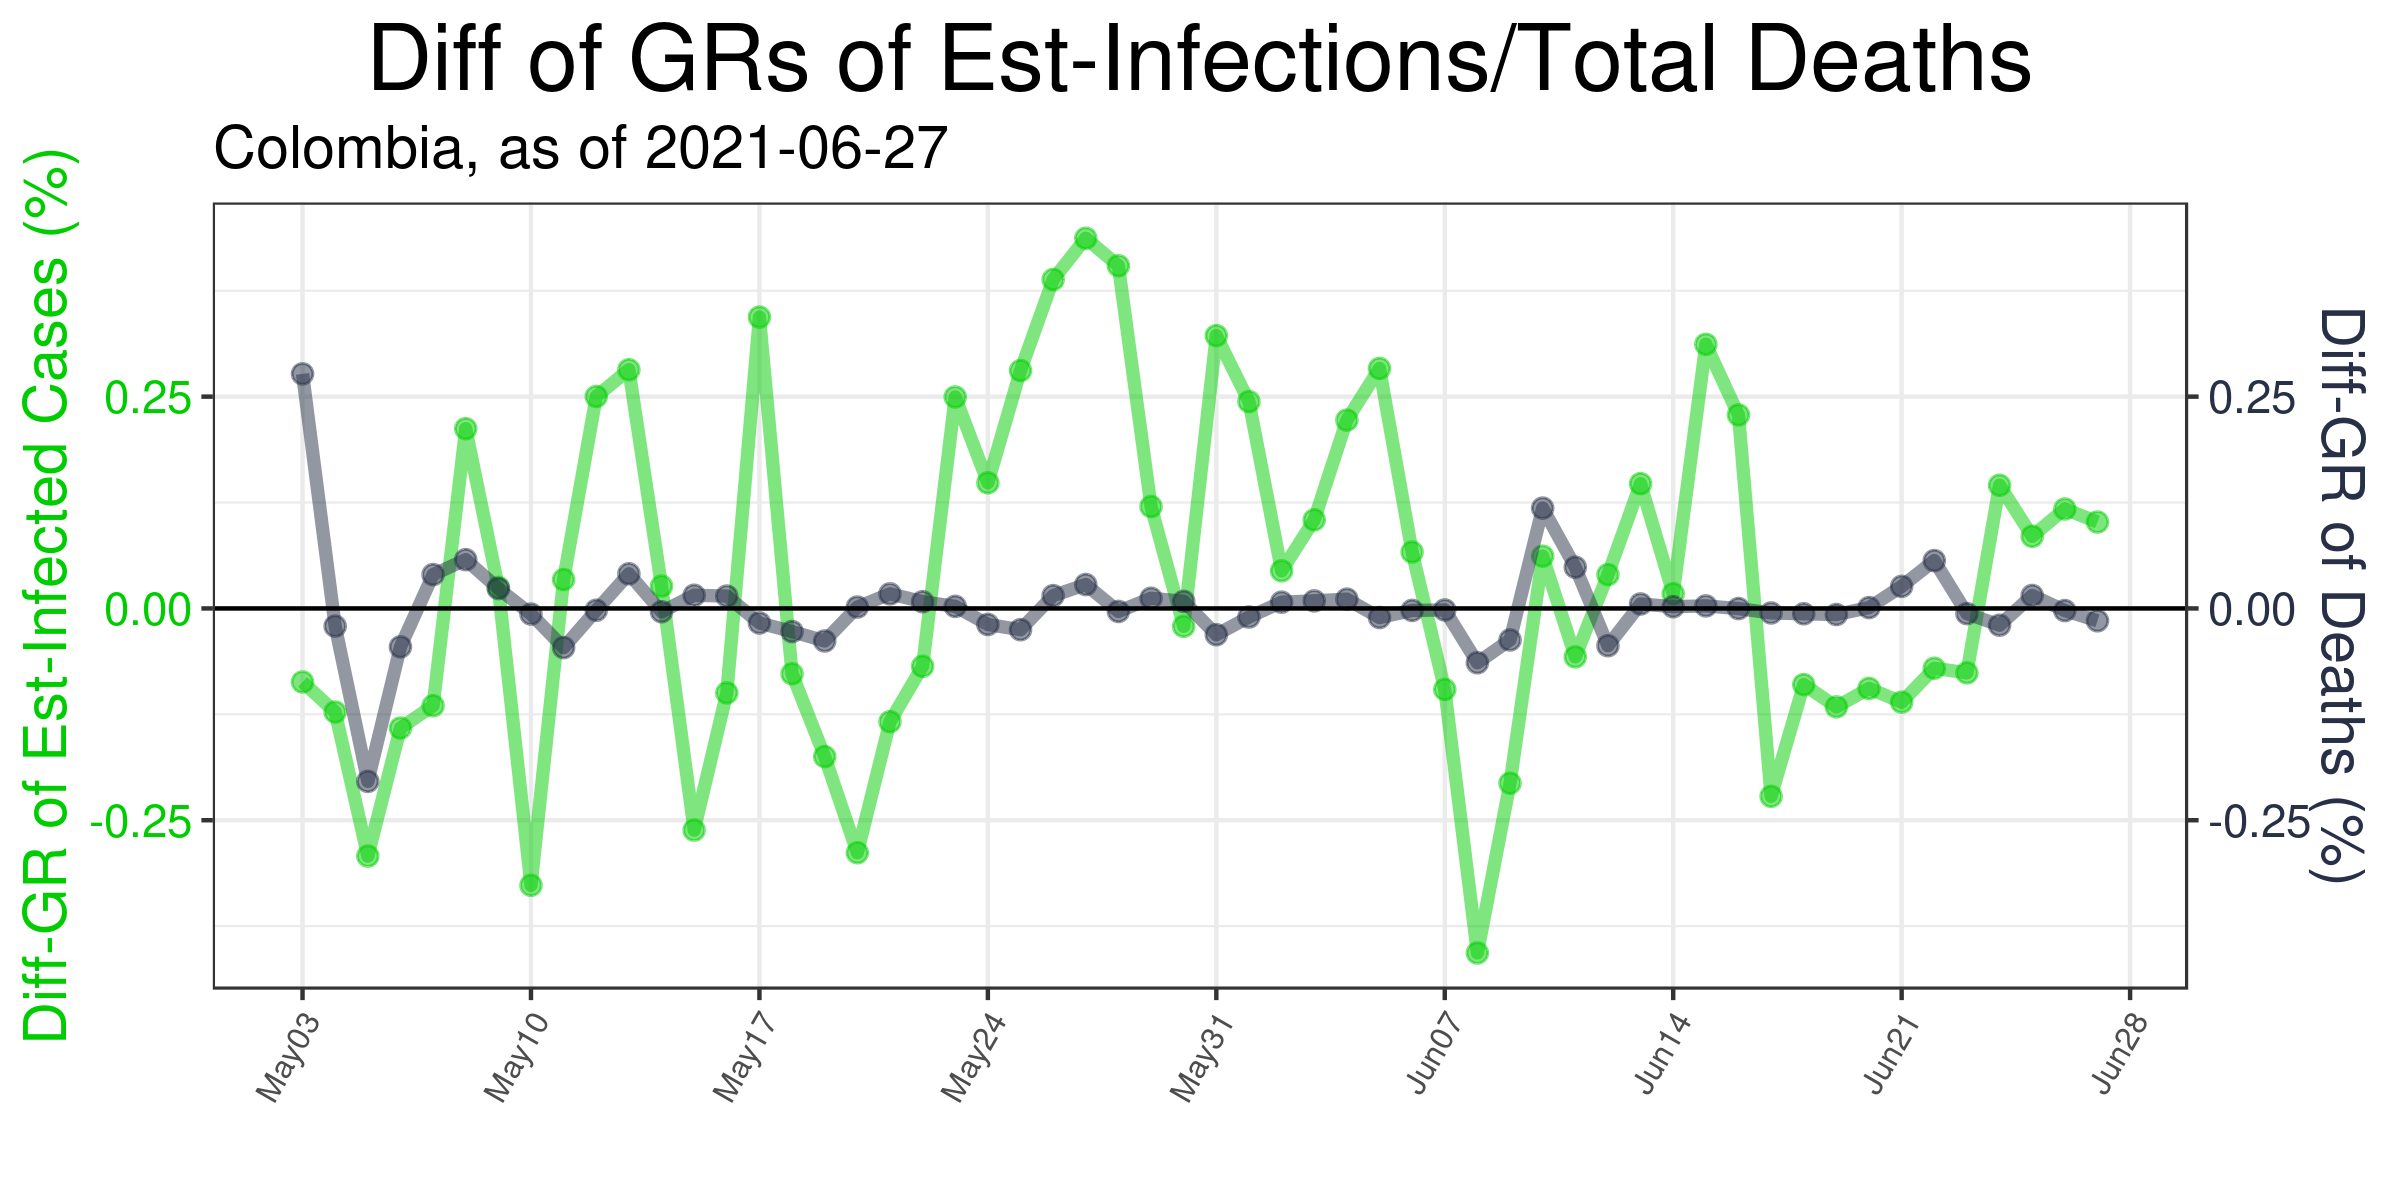 Diff of GRs of Est-Infections/Total Deaths
Colombia, as of 2021-06-27
Diff-GR of Est-Infected Cases (%)
0.25
0.00
-0.25
0.25
0.00
-0.25
Diff-GR of Deaths (%)
May03
May10
May17
May24
May31
Jun07
Jun14
Jun21
Jun28